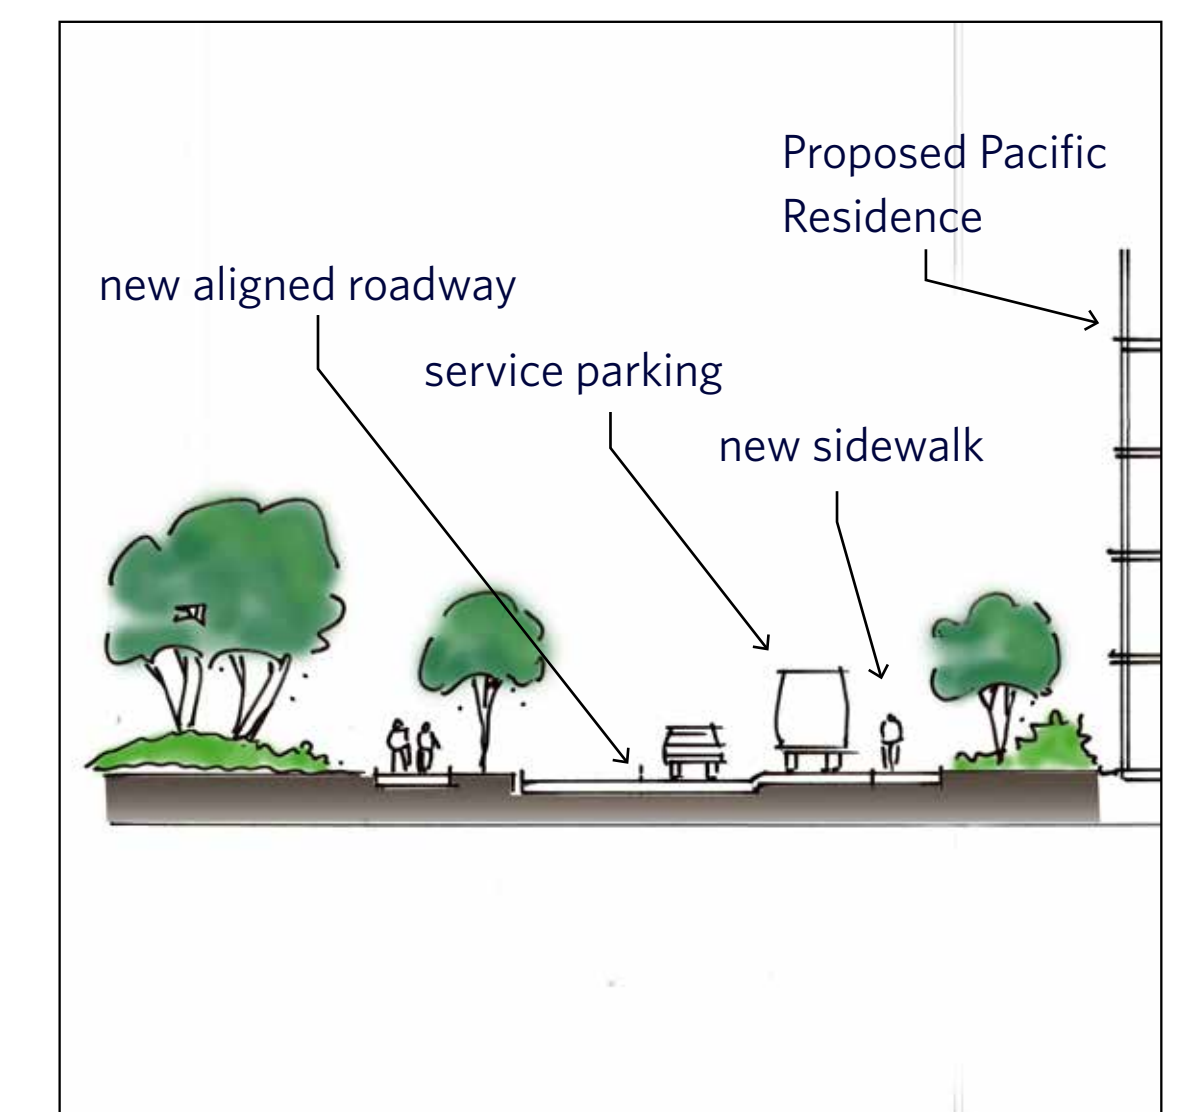 Proposed Pacific
Residence
new aligned roadway
service parking
new sidewalk